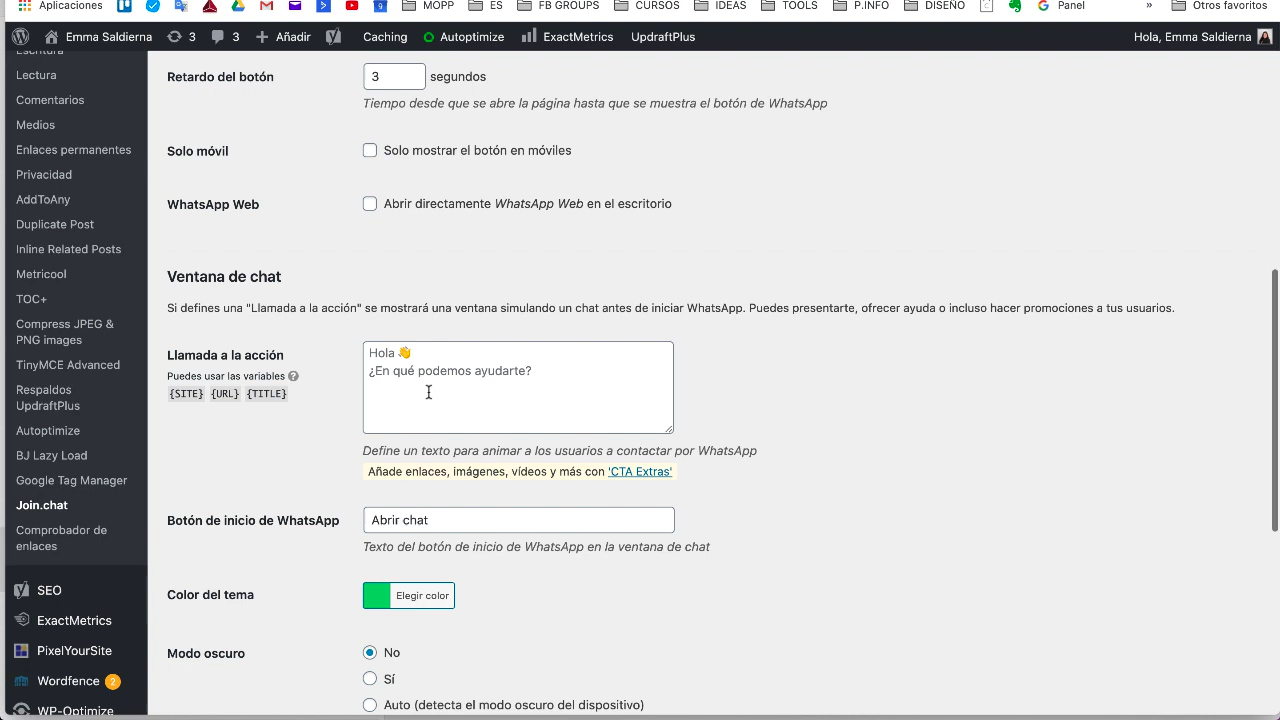 Aplicaciones
MOPP
ES
FB GROUPS
CURSOS
IDEAS
TOOLS
P.INFO
DISEÑO
Panel
»
Otros favoritos
Emma Saldierna
3
3
Añadir
Caching
Autoptimize
ExactMetrics
UpdraftPlus
Hola, Emma Saldierna
Escritura
Lectura
Comentarios
Medios
Enlaces permanentes
Privacidad
AddToAny
Duplicate Post
Inline Related Posts
Metricool
TOC+
Compress JPEG &
PNG images
TinyMCE Advanced
Respaldos
UpdraftPlus
Autoptimize
BJ Lazy Load
Google Tag Manager
Join.chat
Comprobador de
enlaces
SEO
ExactMetrics
PixelYourSite
Wordfence 2
WP-Optimize
Retardo del botón
3 segundos
Tiempo desde que se abre la página hasta que se muestra el botón de WhatsApp
Solo móvil
Solo mostrar el botón en móviles
WhatsApp Web
Abrir directamente WhatsApp Web en el escritorio
Ventana de chat
Si defines una "Llamada a la acción" se mostrará una ventana simulando un chat antes de iniciar WhatsApp. Puedes presentarte, ofrecer ayuda o incluso hacer promociones a tus usuarios.
Llamada a la acción
Puedes usar las variables ?
{SITE} {URL} {TITLE}
Hola 👋
¿En qué podemos ayudarte?
Define un texto para animar a los usuarios a contactar por WhatsApp
Añade enlaces, imágenes, vídeos y más con 'CTA Extras'
Botón de inicio de WhatsApp
Abrir chat
Texto del botón de inicio de WhatsApp en la ventana de chat
Color del tema
Elegir color
Modo oscuro
No
Sí
Auto (detecta el modo oscuro del dispositivo)